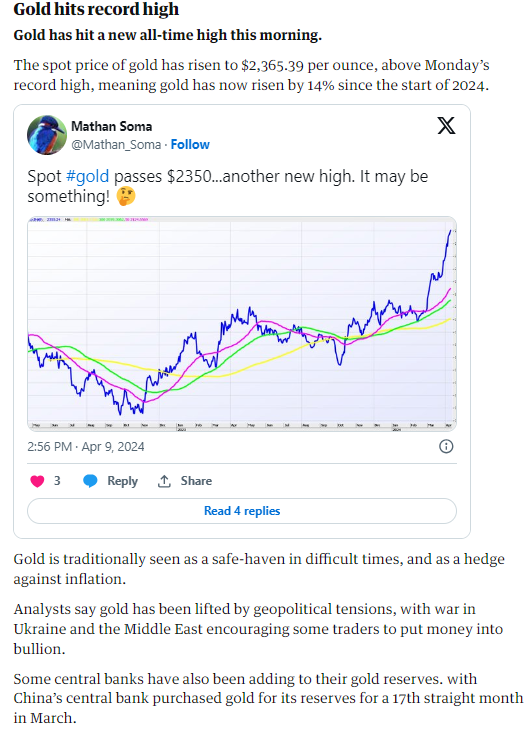 Gold hits record high
Gold has hit a new all-time high this morning.
The spot price of gold has risen to $2,365.39 per ounce, above Monday’s
record high, meaning gold has now risen by 14% since the start of 2024.
Mathan Soma
@Mathan_Soma · Follow
Spot #gold passes $2350...another new high. It may be
something! 🤔
2:56 PM · Apr 9, 2024
3 Reply Share
Read 4 replies
Gold is traditionally seen as a safe-haven in difficult times, and as a hedge
against inflation.
Analysts say gold has been lifted by geopolitical tensions, with war in
Ukraine and the Middle East encouraging some traders to put money into
bullion.
Some central banks have also been adding to their gold reserves. with
China’s central bank purchased gold for its reserves for a 17th straight month
in March.